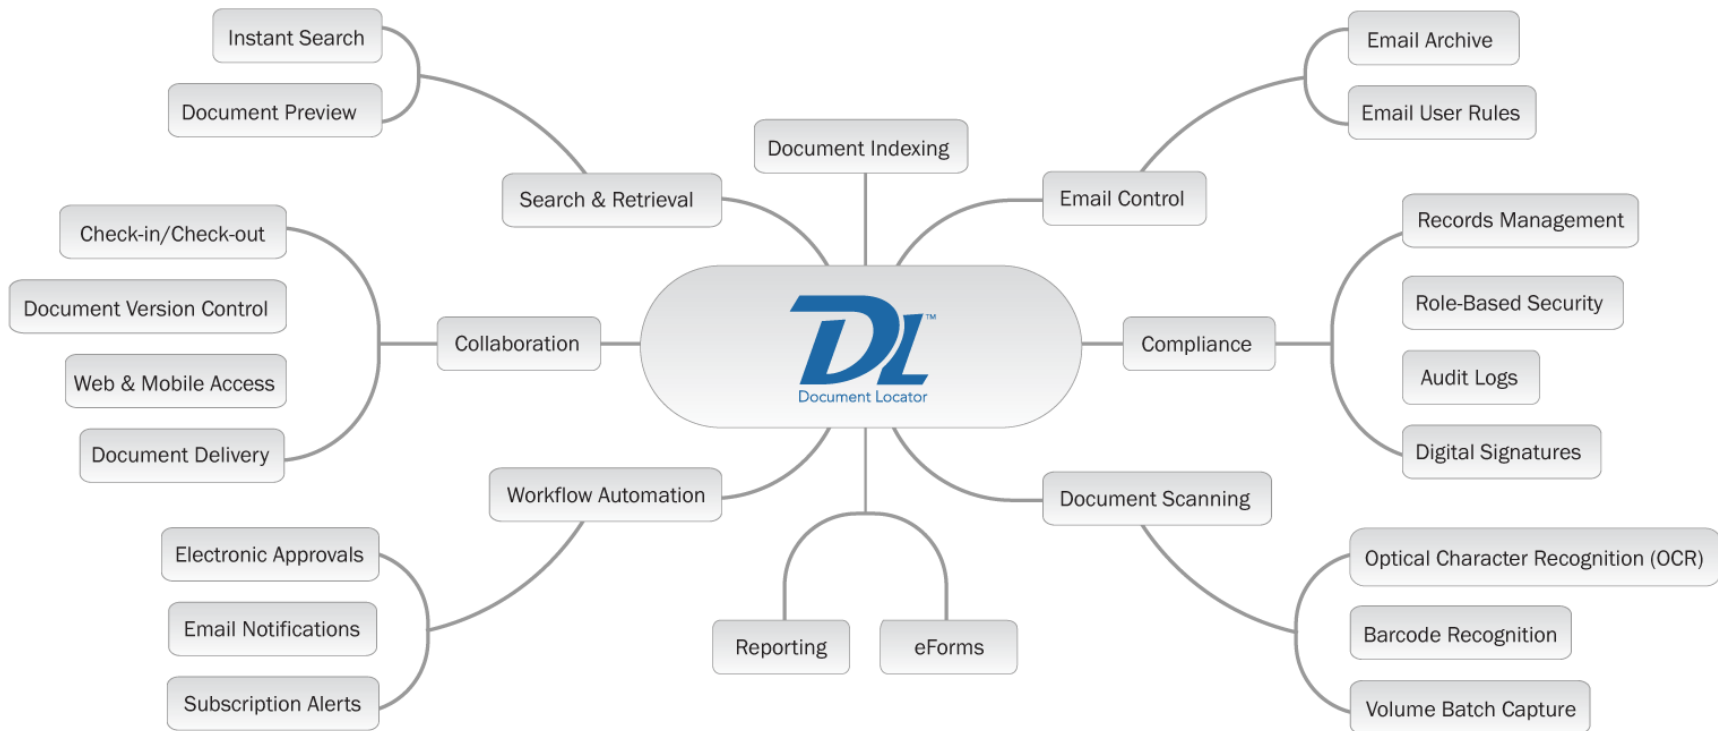 Instant Search
Document Preview
Search & Retrieval
Document Indexing
Email Control
Email Archive
Email User Rules
Check-in/Check-out
Document Version Control
Web & Mobile Access
Document Delivery
Collaboration
DL™
Document Locator
Compliance
Records Management
Role-Based Security
Audit Logs
Digital Signatures
Workflow Automation
Electronic Approvals
Email Notifications
Subscription Alerts
Reporting
eForms
Document Scanning
Optical Character Recognition (OCR)
Barcode Recognition
Volume Batch Capture